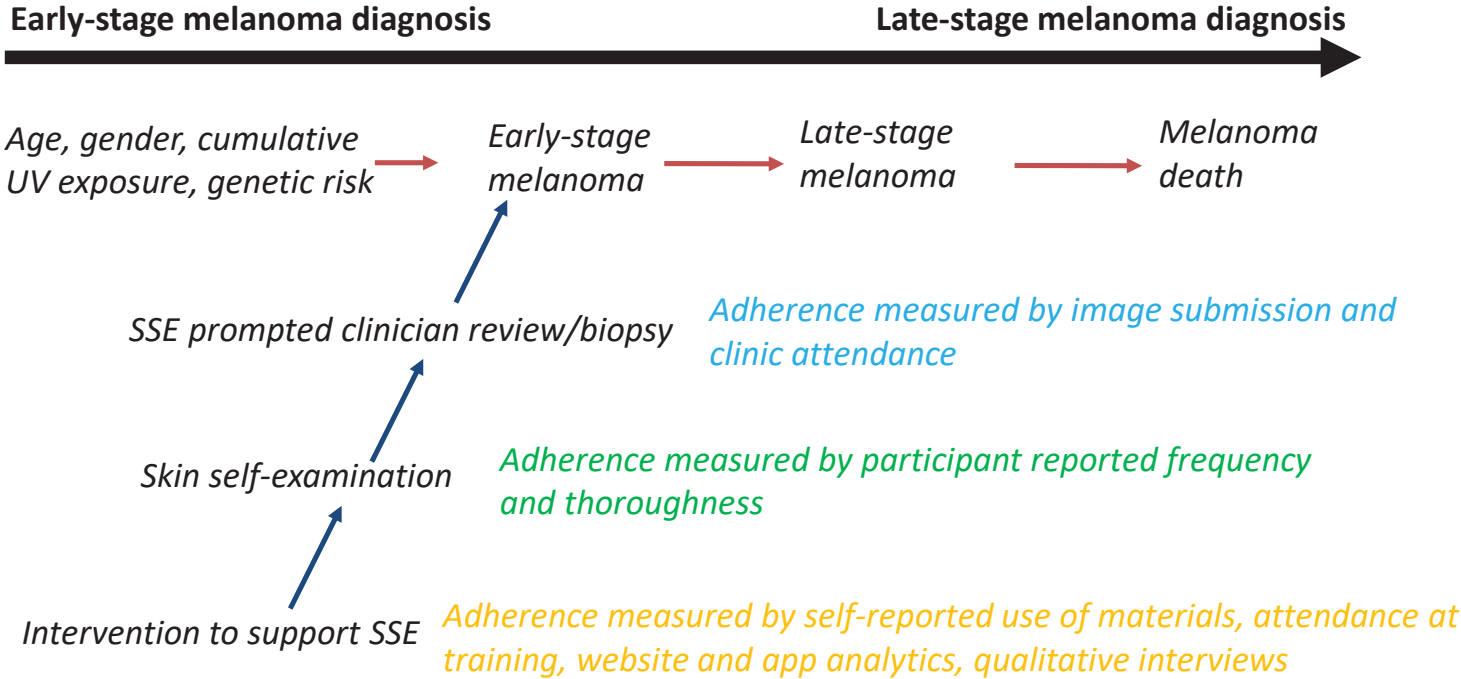 Early-stage melanoma diagnosis
Late-stage melanoma diagnosis
Age, gender, cumulative
UV exposure, genetic risk
Early-stage
melanoma
Late-stage
melanoma
Melanoma
death
SSE prompted clinician review/biopsy
Adherence measured by image submission and
clinic attendance
Skin self-examination
Adherence measured by participant reported frequency
and thoroughness
Intervention to support SSE
Adherence measured by self-reported use of materials, attendance at
training, website and app analytics, qualitative interviews